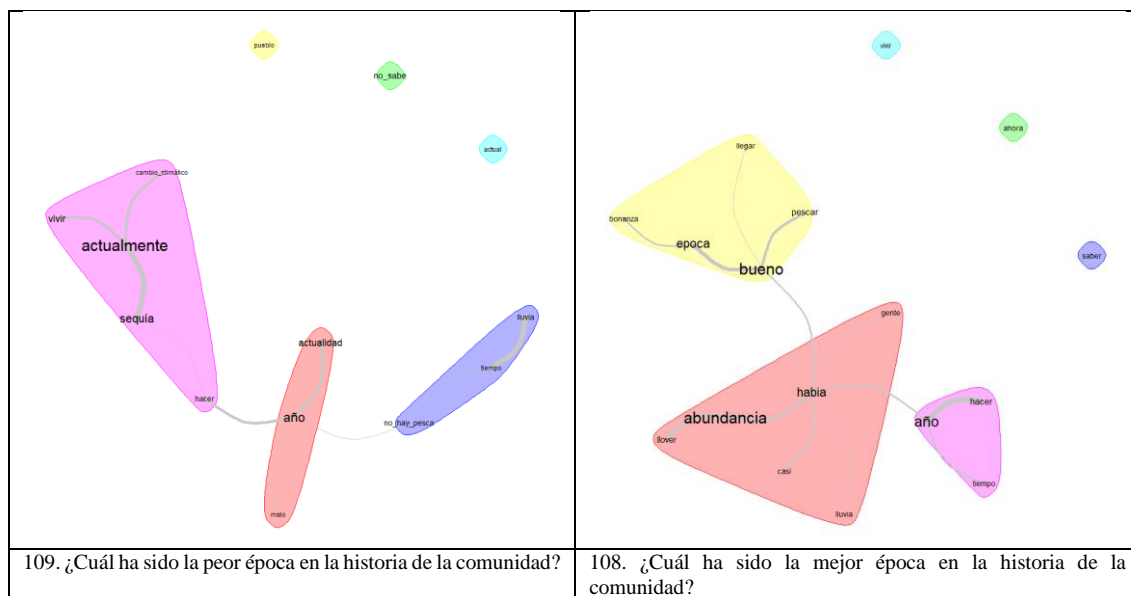 pueblo
no_sabe
actual
cambio_climático
vivir
actualmente
sequía
hacer
actualidad
año
malo
lluvia
tiempo
no_hay_pesca
109. ¿Cuál ha sido la peor época en la historia de la comunidad?
vivir
ahora
saber
llegar
pescar
bonanza
epoca
bueno
gente
habia
abundancia
llover
casi
lluvia
hacer
año
tiempo
108. ¿Cuál ha sido la mejor época en la historia de la
comunidad?